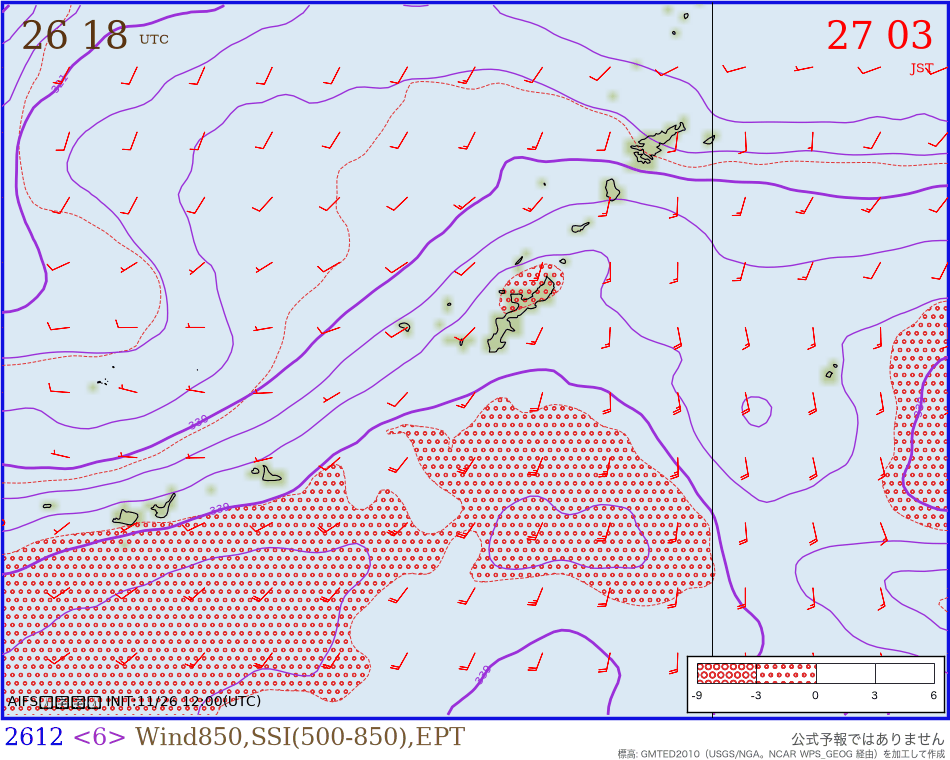 26 18 UTC
27 03
JST
321
330
330
330
AIFS INIT:11/26 12:00(UTC)
-9 -3 0 3 6
2612 <6> Wind850,SSI(500-850),EPT
公式予報ではありません
標高: GMTED2010（USGS/NGA。NCAR WPS_GEOG 経由）を加工して作成